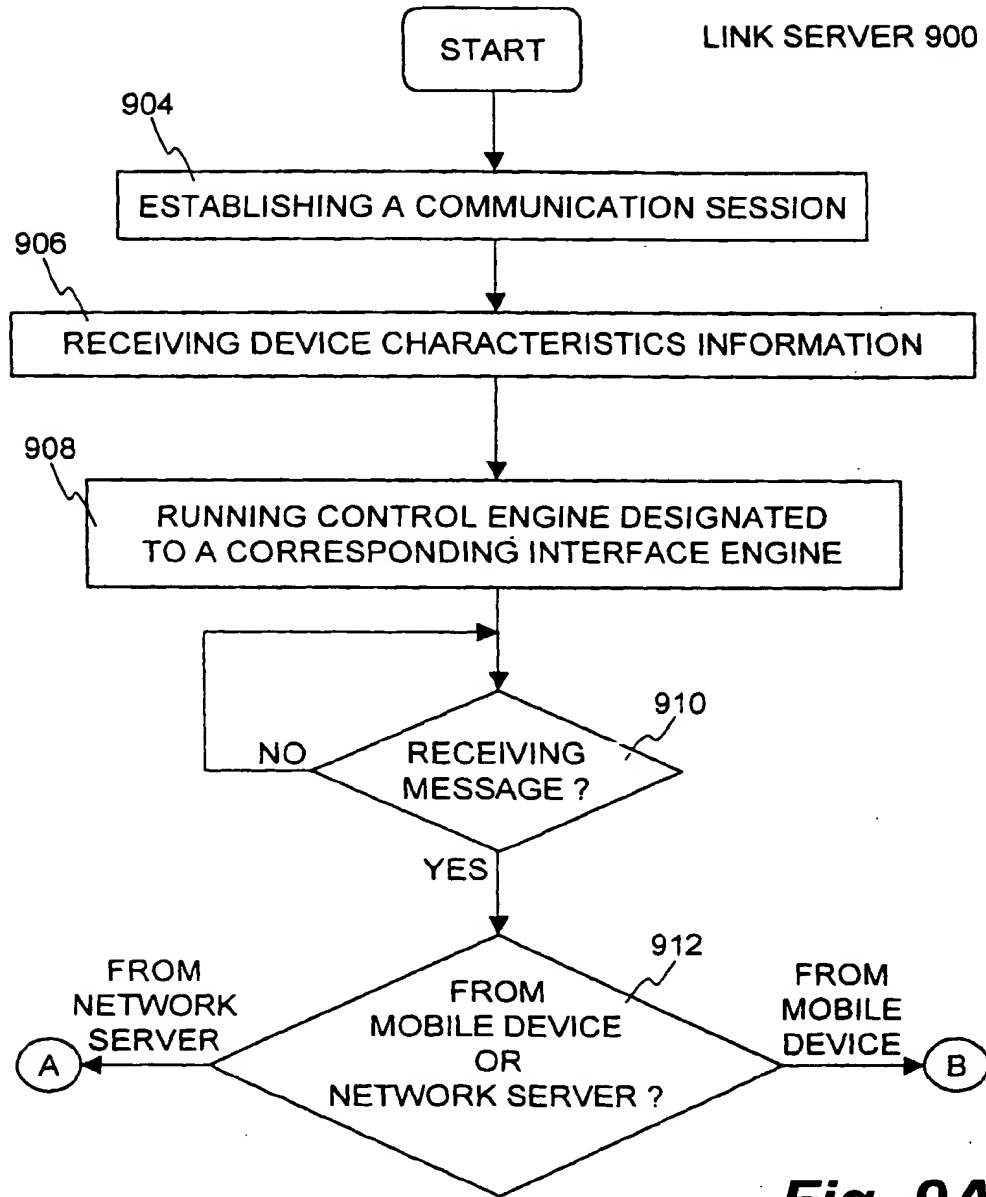 START
LINK SERVER 900
904
ESTABLISHING A COMMUNICATION SESSION
906
RECEIVING DEVICE CHARACTERISTICS INFORMATION
908
RUNNING CONTROL ENGINE DESIGNATED
TO A CORRESPONDING INTERFACE ENGINE
910
NO
RECEIVING
MESSAGE ?
YES
912
FROM
NETWORK
SERVER
FROM
MOBILE DEVICE
OR
NETWORK SERVER ?
FROM
MOBILE
DEVICE
A
B
Fig. 9A